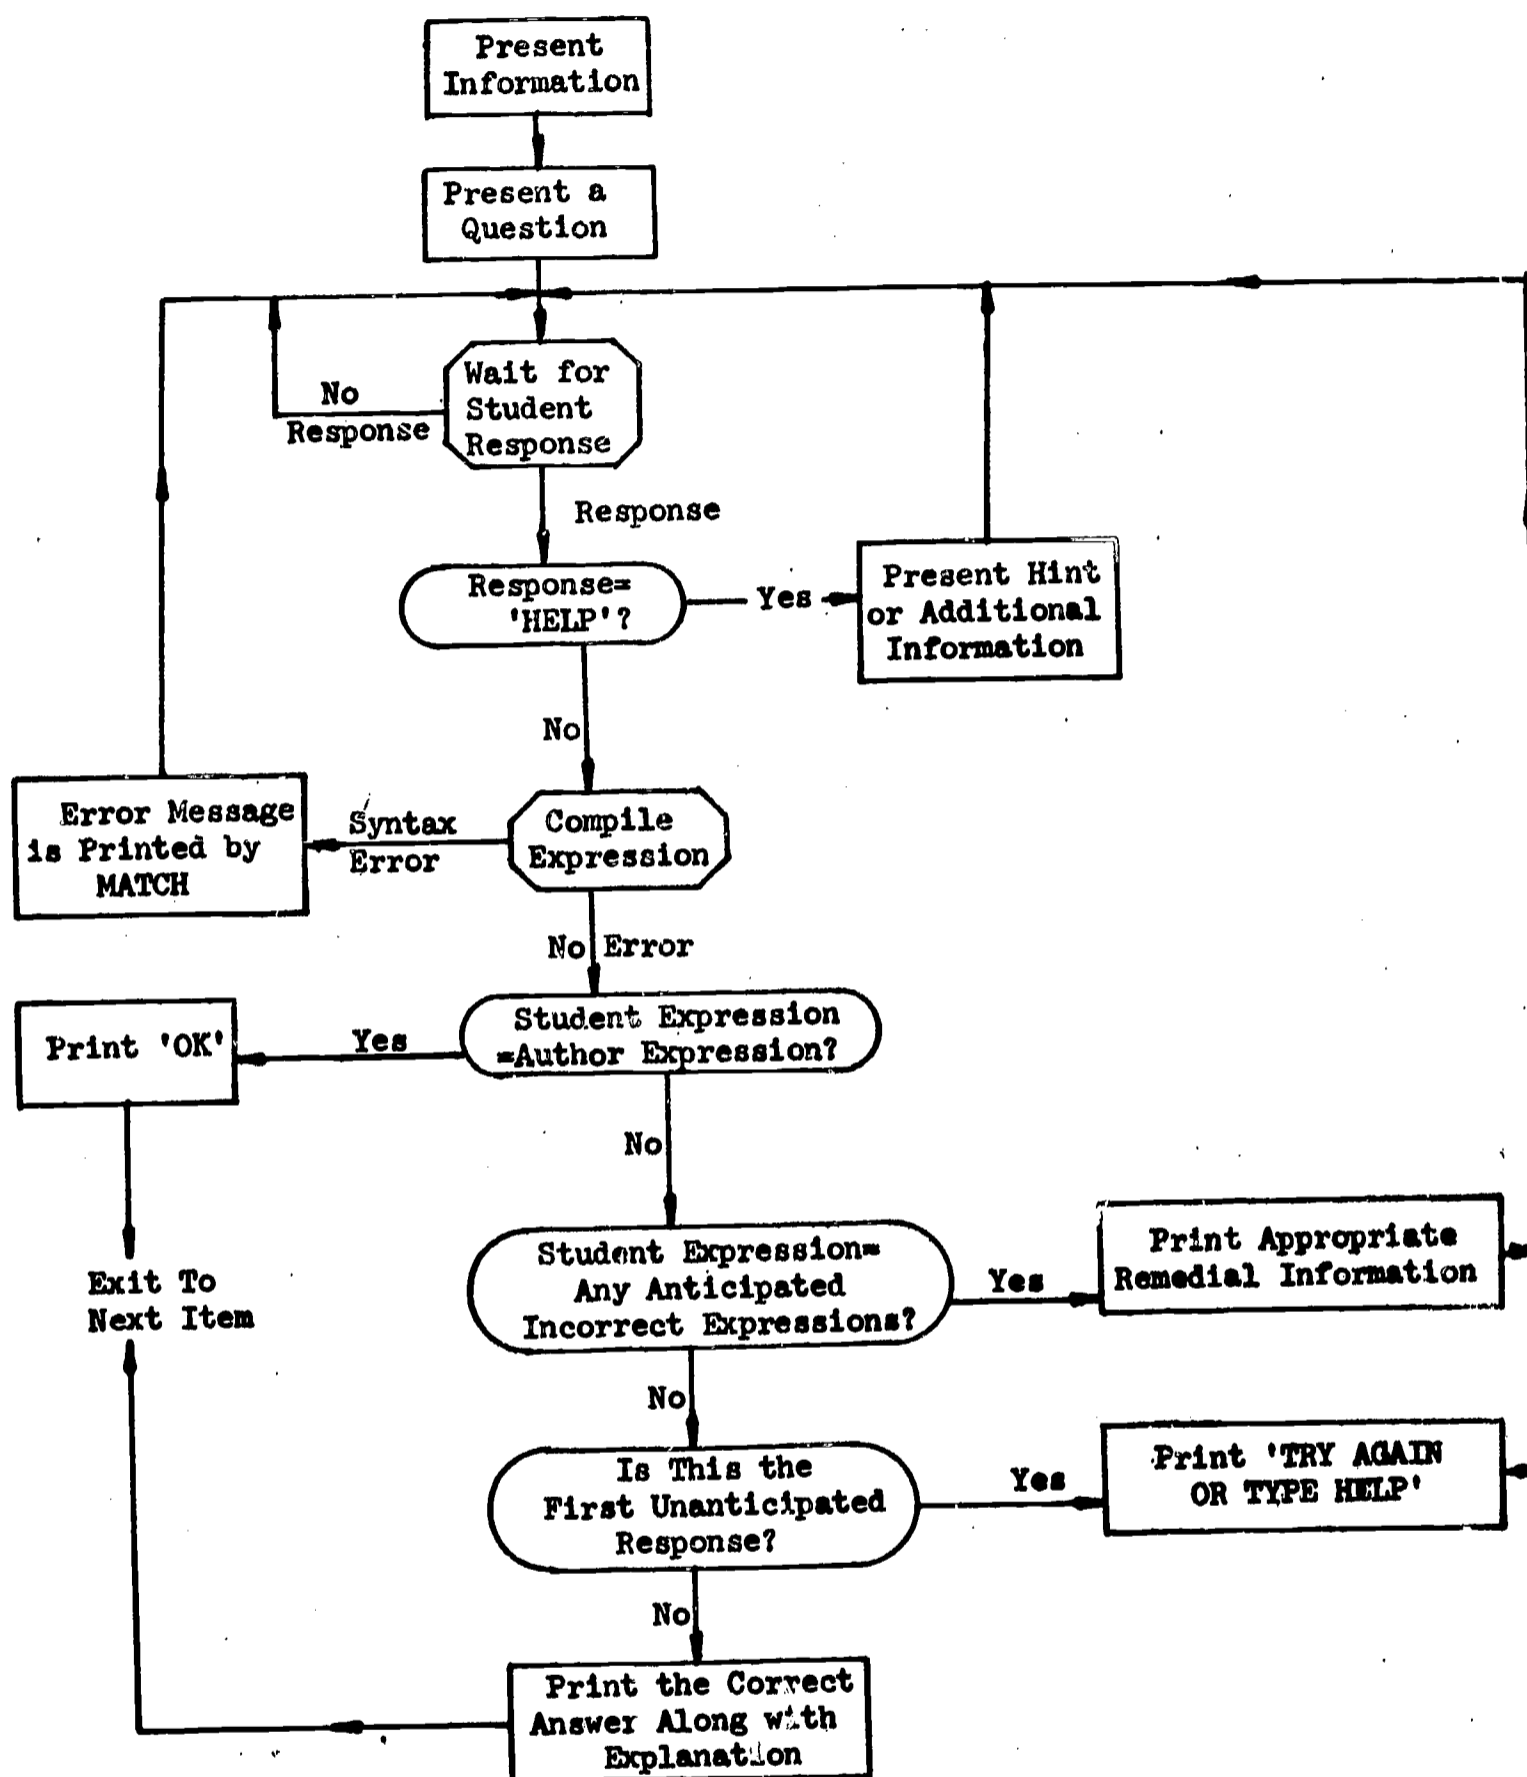 Present
Information
Present a
Question
Wait for
Student
Response
No
Response
Response
Response=
'HELP'?
Yes
Present Hint
or Additional
Information
No
Compile
Expression
Syntax
Error
Error Message
is Printed by
MATCH
No Error
Student Expression
=Author Expression?
Yes
Print 'OK'
Exit To
Next Item
No
Student Expression=
Any Anticipated
Incorrect Expressions?
Yes
Print Appropriate
Remedial Information
No
Is This the
First Unanticipated
Response?
Yes
Print 'TRY AGAIN
OR TYPE HELP'
No
Print the Correct
Answer Along with
Explanation